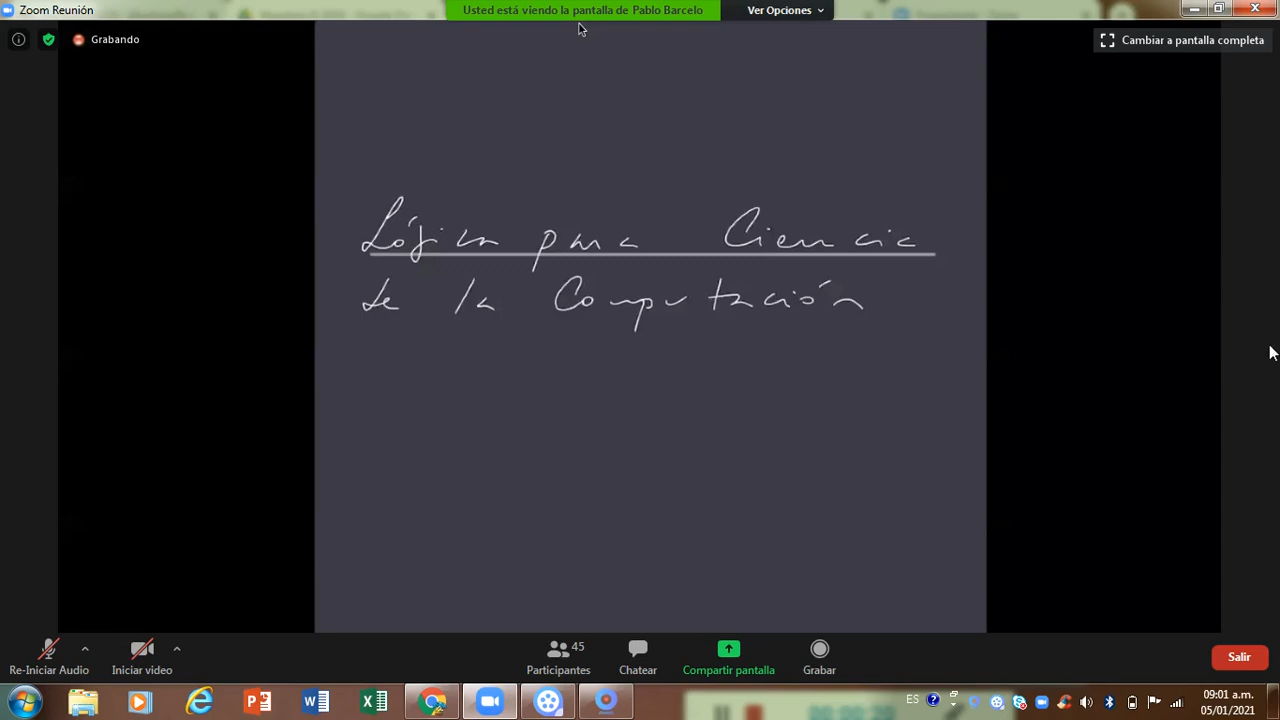 Zoom Reunión
Usted está viendo la pantalla de Pablo Barcelo
Ver Opciones
Grabando
Cambiar a pantalla completa
Lógica para Ciencia
de la Computación
Re-Iniciar Audio
Iniciar video
45
Participantes
Chatear
Compartir pantalla
Grabar
Salir
ES
09:01 a.m.
05/01/2021